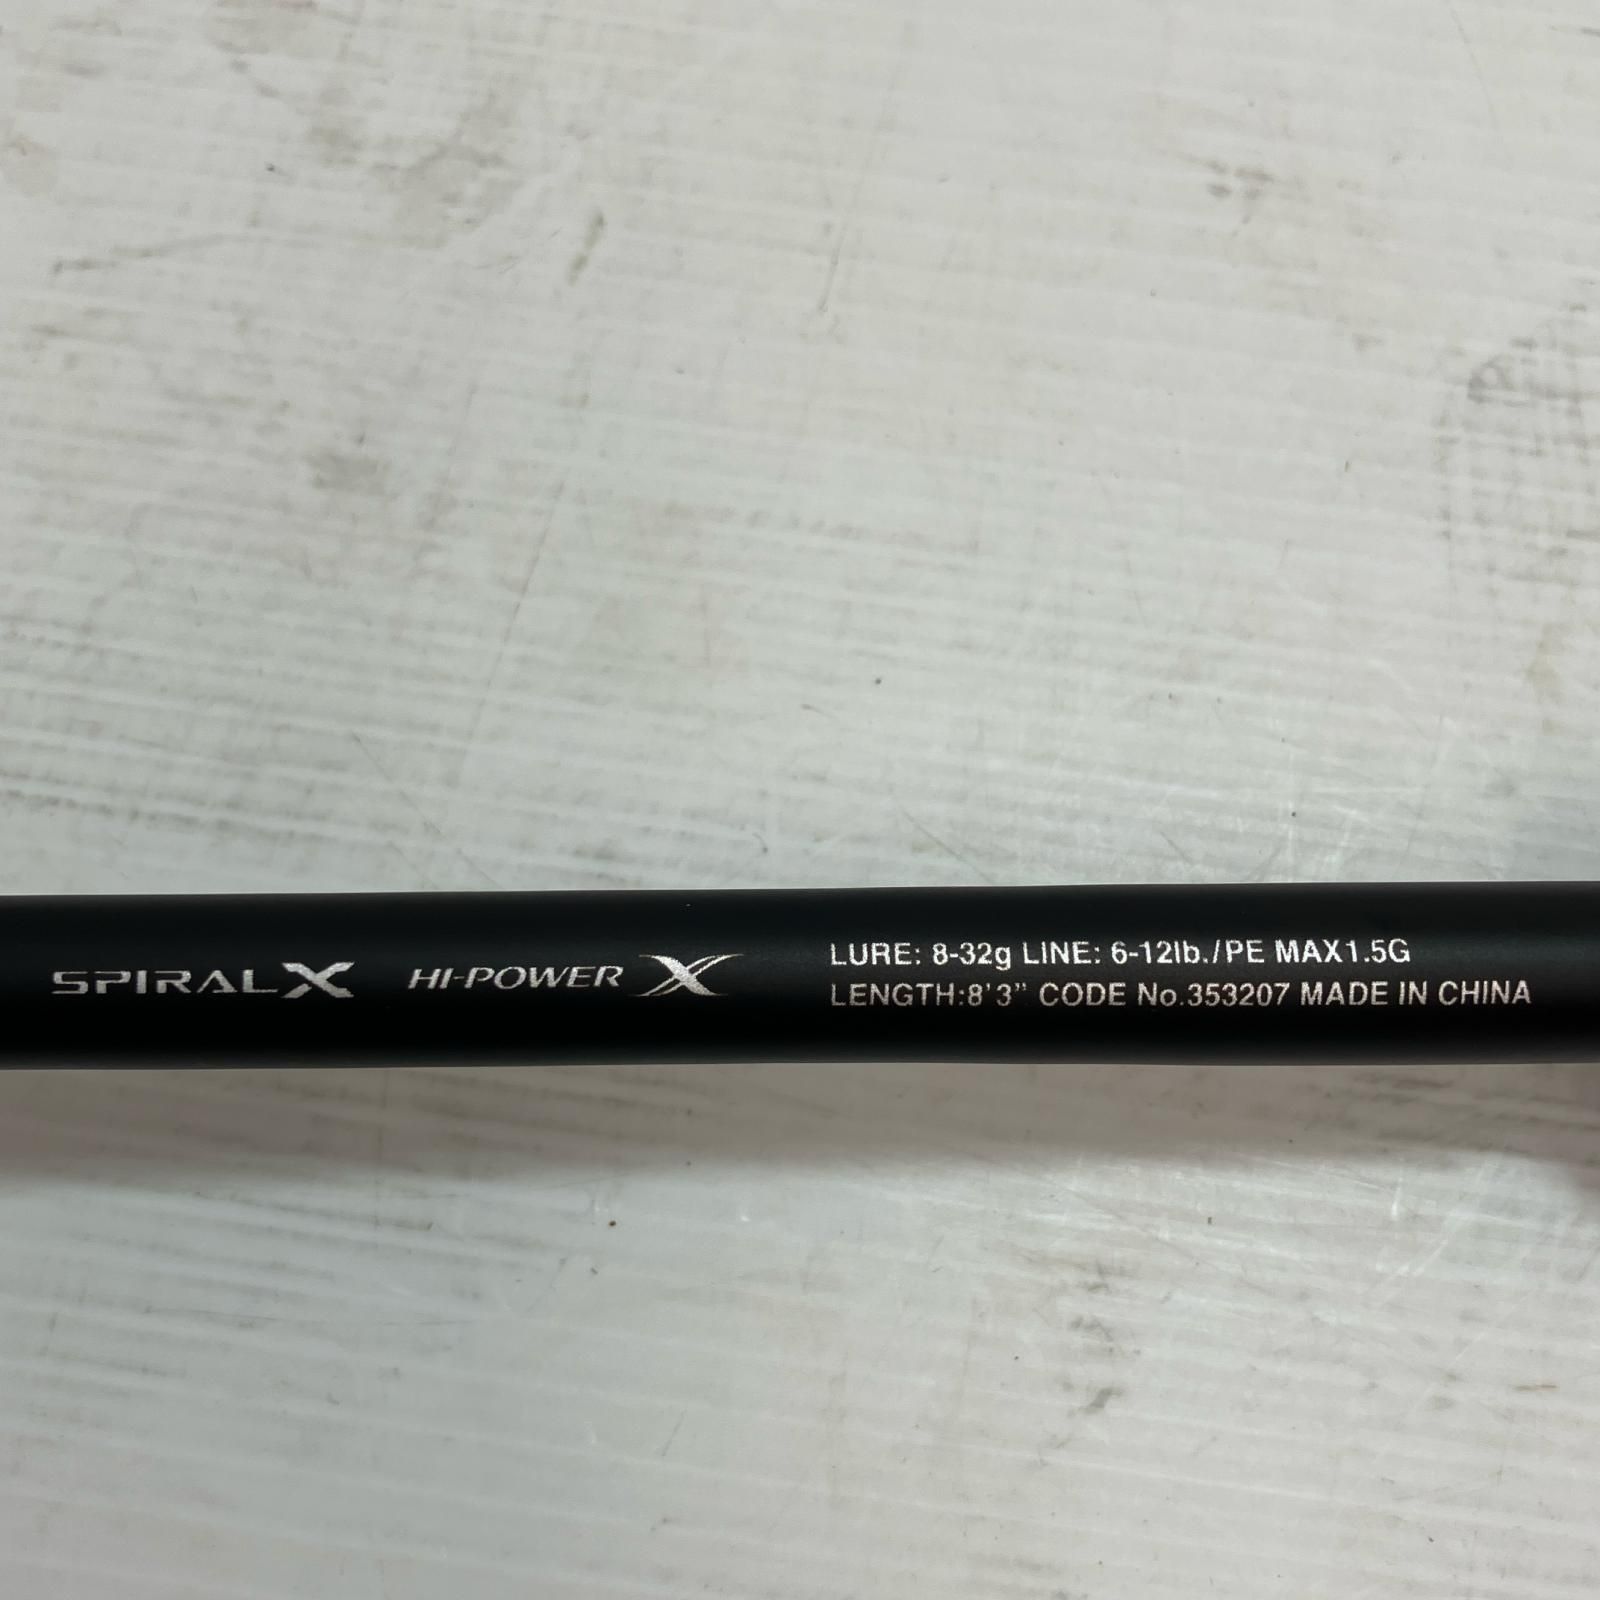 SPIRALX HI-POWER X
LURE: 8-32g LINE: 6-12lb./PE MAX1.5G
LENGTH:8'3" CODE No.353207 MADE IN CHINA